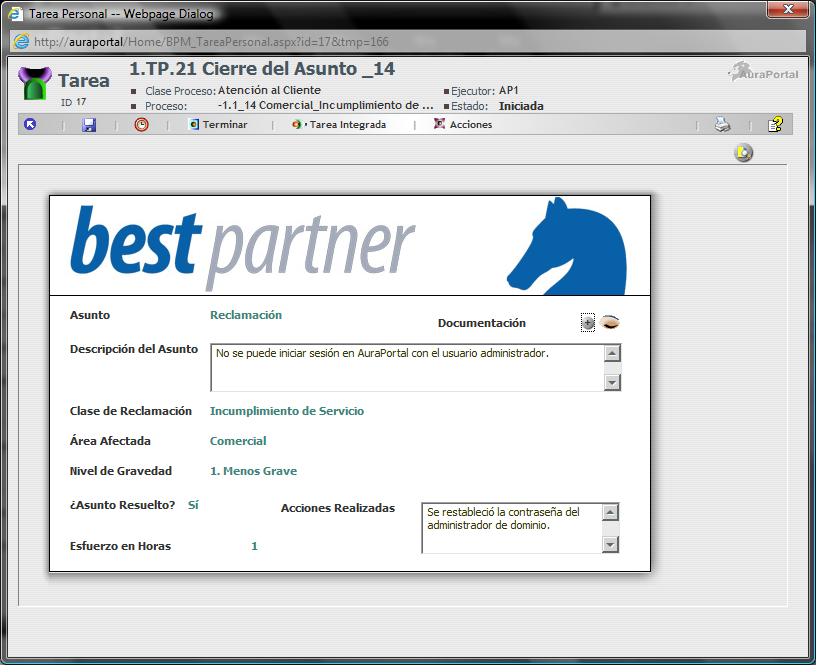 Tarea Personal -- Webpage Dialog
http://auraportal/Home/BPM_TareaPersonal.aspx?id=17&tmp=166
Tarea
ID 17
1.TP.21 Cierre del Asunto _14
Clase Proceso: Atención al Cliente
Proceso: -1.1_14 Comercial_Incumplimiento de ...
Ejecutor: AP1
Estado: Iniciada
AuraPortal
Terminar
Tarea Integrada
Acciones
best partner
Asunto Reclamación
Documentación
Descripción del Asunto
No se puede iniciar sesión en AuraPortal con el usuario administrador.
Clase de Reclamación Incumplimiento de Servicio
Área Afectada Comercial
Nivel de Gravedad 1. Menos Grave
¿Asunto Resuelto? Sí
Acciones Realizadas
Se restableció la contraseña del
administrador de dominio.
Esfuerzo en Horas 1